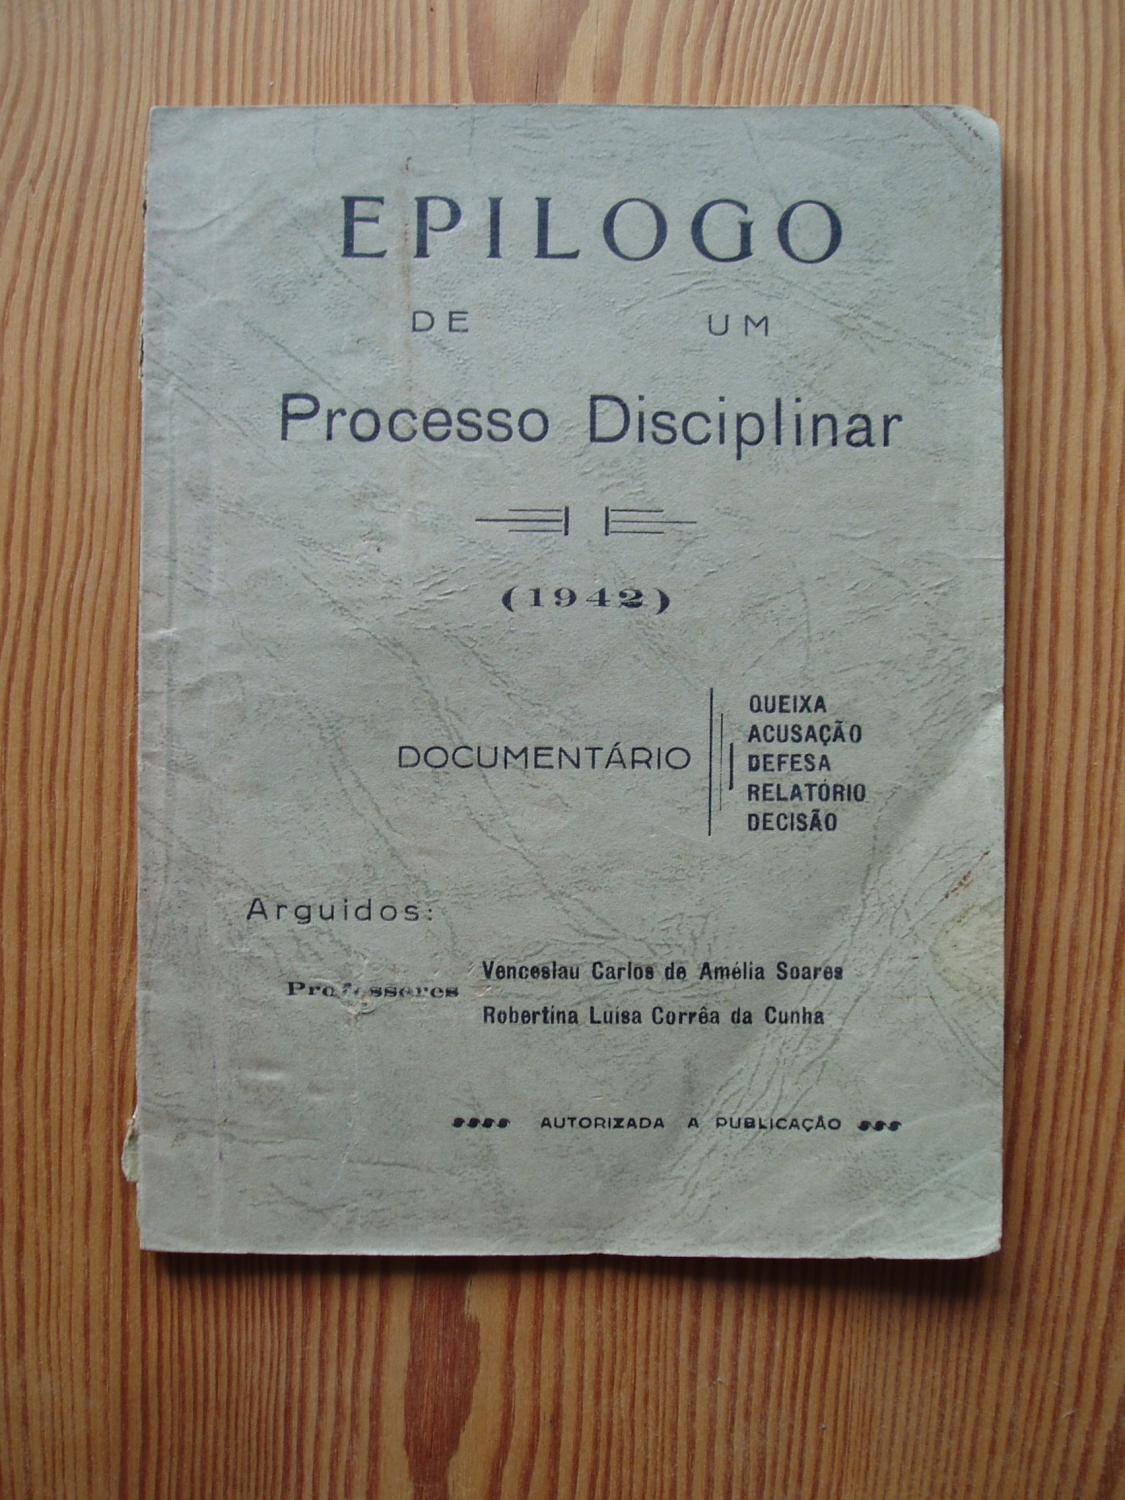 EPILOGO
DE UM
Processo Disciplinar
(1942)
DOCUMENTÁRIO
QUEIXA
ACUSAÇÃO
DEFESA
RELATÓRIO
DECISÃO
Arguidos:
Professores
Venceslau Carlos de Amélia Soares
Robertina Luísa Corrêa da Cunha
AUTORIZADA A PUBLICAÇÃO